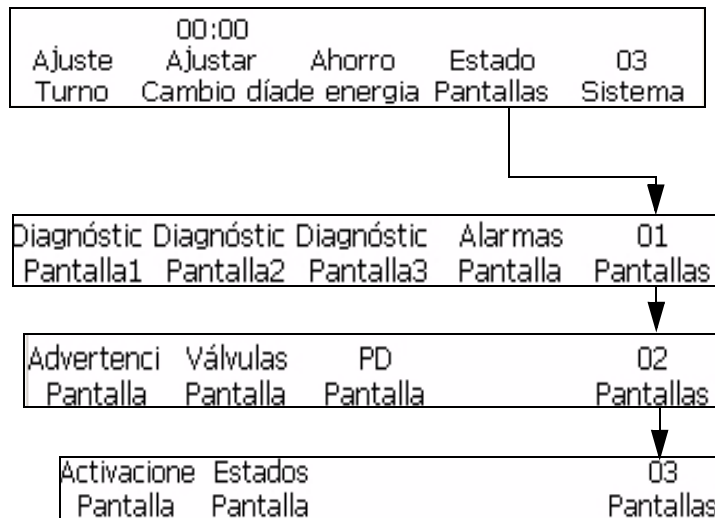 00:00
Ajuste Ajustar Ahorro Estado 03
Turno Cambio díade energia Pantallas Sistema
Diagnóstic Diagnóstic Diagnóstic Alarmas 01
Pantalla1 Pantalla2 Pantalla3 Pantalla Pantallas
Advertenci Válvulas PD 02
Pantalla Pantalla Pantalla Pantallas
Activacione Estados 03
Pantalla Pantalla Pantallas